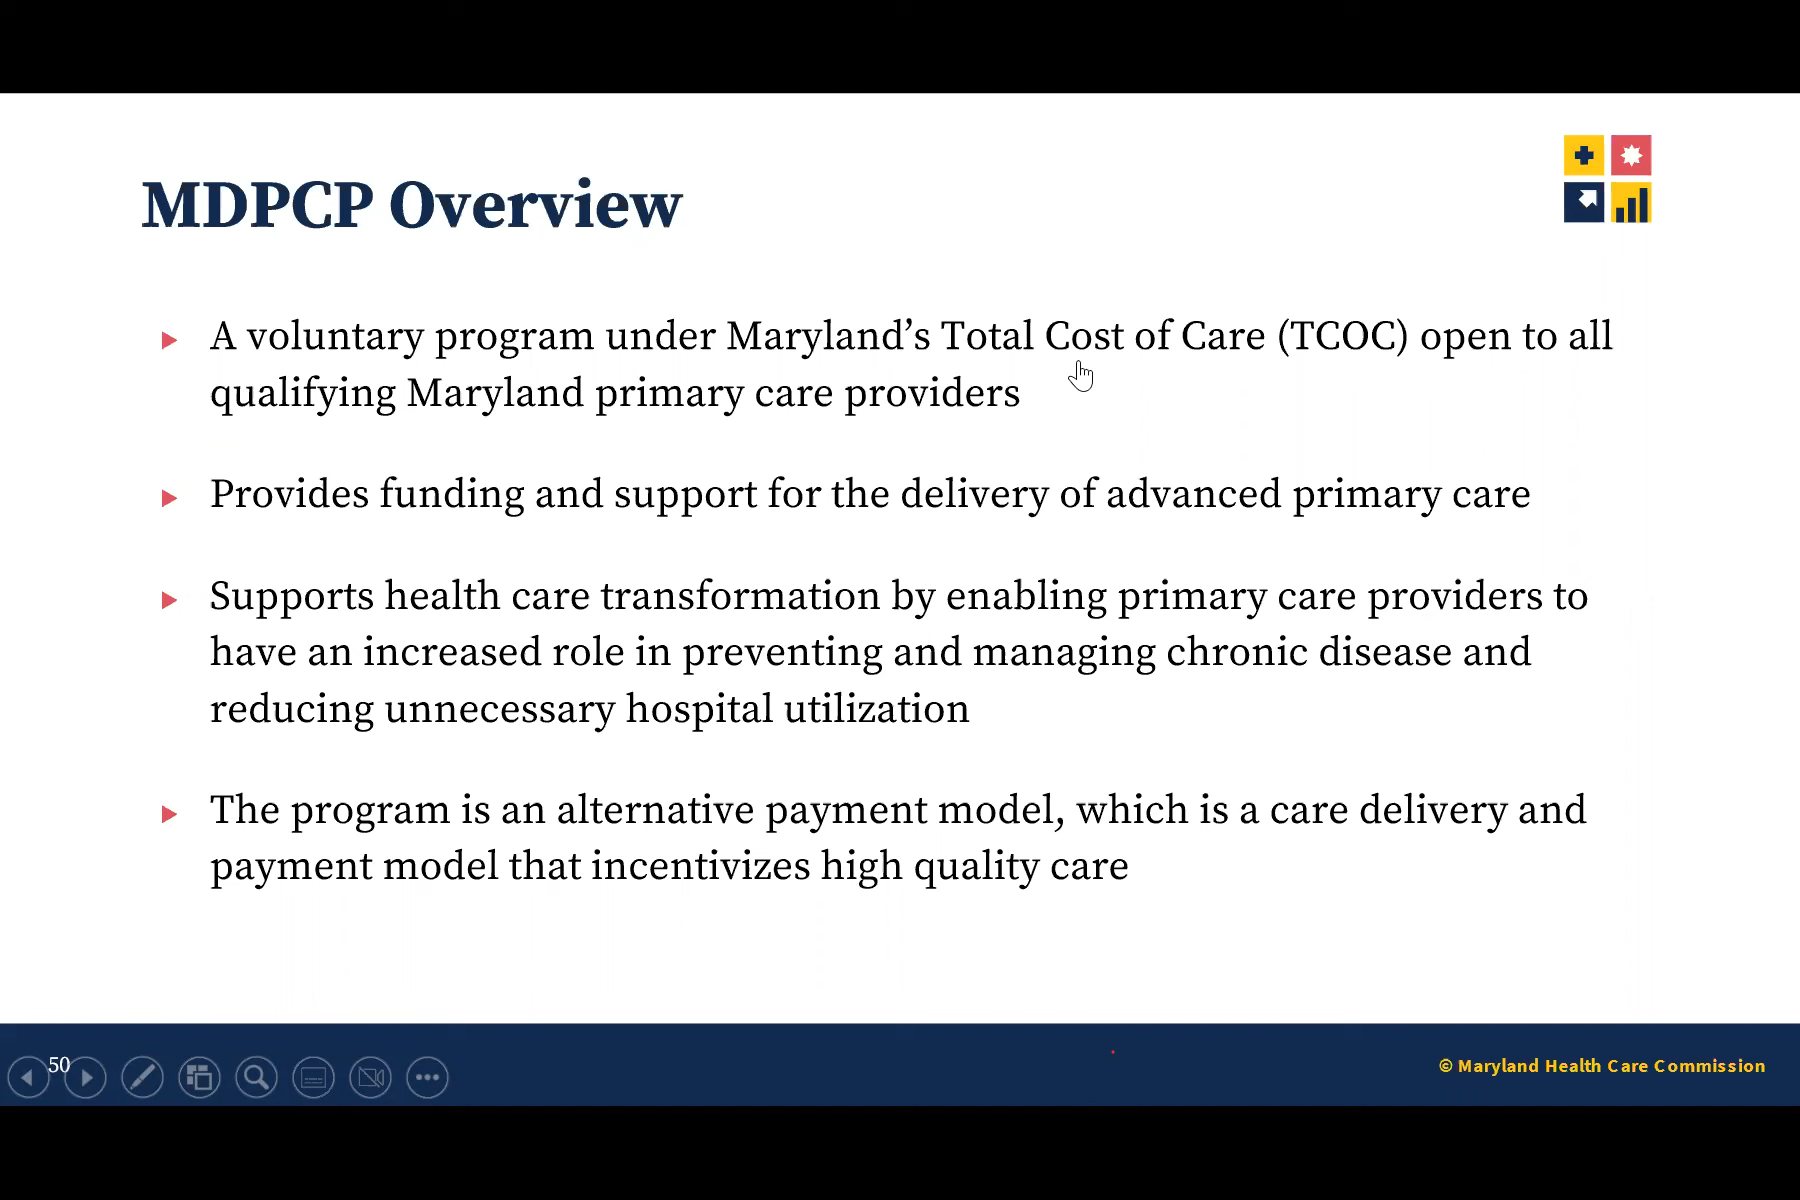 MDPCP Overview
A voluntary program under Maryland’s Total Cost of Care (TCOC) open to all
qualifying Maryland primary care providers
Provides funding and support for the delivery of advanced primary care
Supports health care transformation by enabling primary care providers to
have an increased role in preventing and managing chronic disease and
reducing unnecessary hospital utilization
The program is an alternative payment model, which is a care delivery and
payment model that incentivizes high quality care
50
© Maryland Health Care Commission